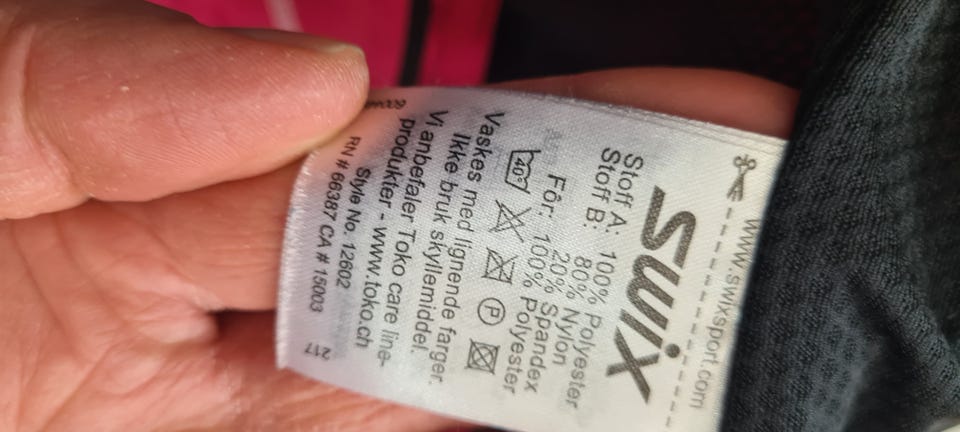 www.swixsport.com
SWIX
Stoff A: 100% Polyester
Stoff B: 80% Nylon
20% Spandex
Fôr: 100% Polyester
40°
P
Vaskes med lignende farger.
Ikke bruk skyllemiddel.
Vi anbefaler Toko care line-
produkter - www.toko.ch
Style No. 12602
RN # 66387 CA # 15003
217